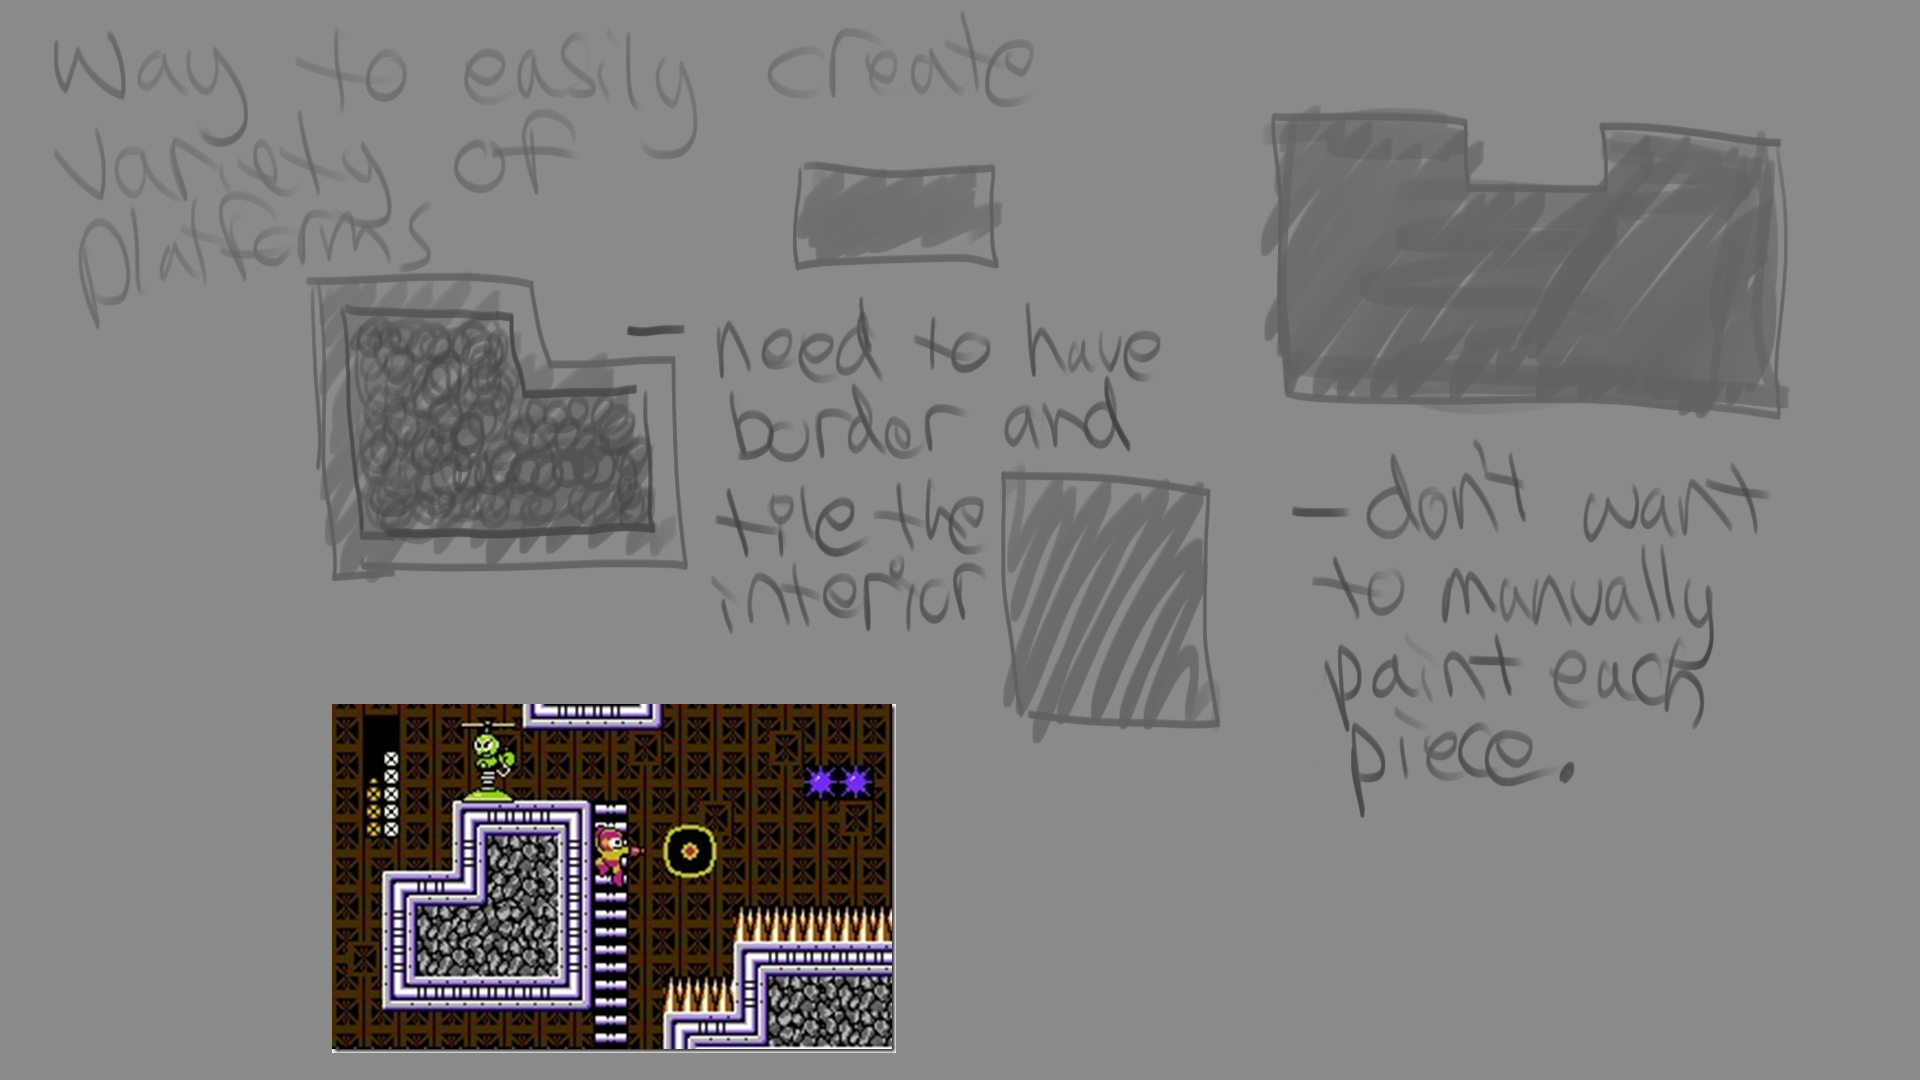 Way to easily create
variety of
platforms
- need to have
border and
tile the
interior
- don't want
to manually
paint each
piece.